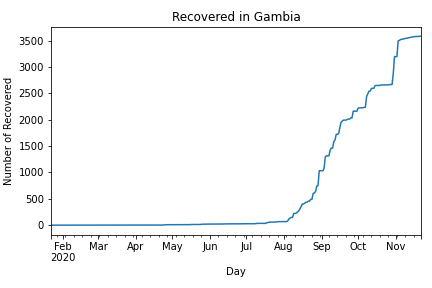 Recovered in Gambia
Number of Recovered
3500
3000
2500
2000
1500
1000
500
0
Feb Mar Apr May Jun Jul Aug Sep Oct Nov
2020
Day